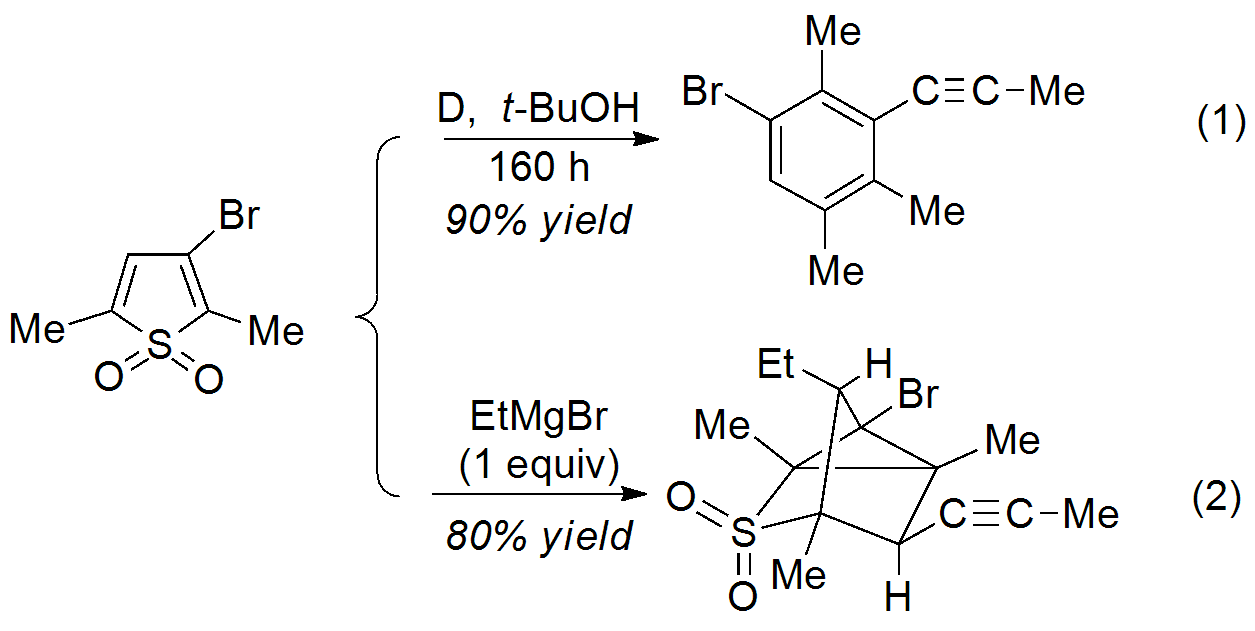 Br
Me
Me
S
O
O
D, t-BuOH
160 h
90% yield
Me
Br
C≡C-Me
Me
Me
(1)
EtMgBr
(1 equiv)
80% yield
Et
H
Br
Me
Me
O
S
O
Me
C≡C-Me
H
(2)